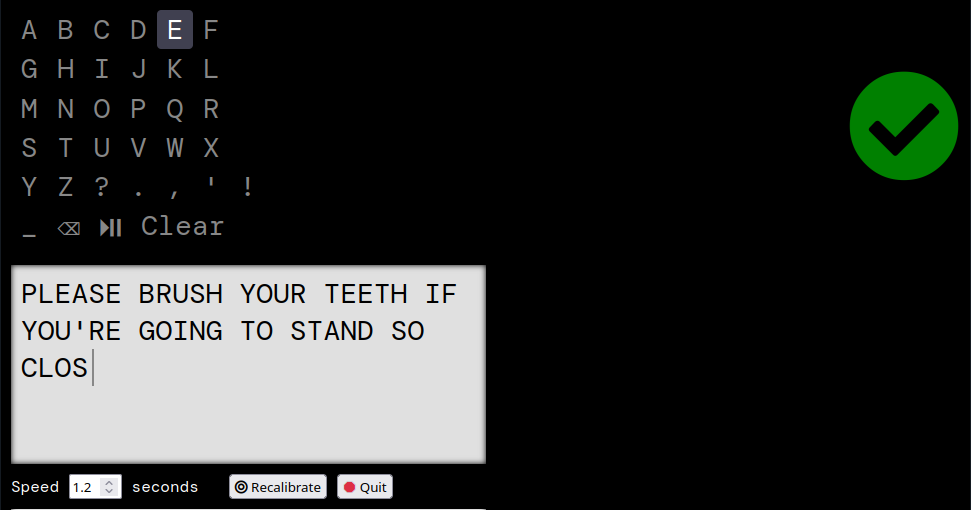 A B C D E F
G H I J K L
M N O P Q R
S T U V W X
Y Z ? . , ' !
_ ⌫ ⏯ Clear
PLEASE BRUSH YOUR TEETH IF
YOU'RE GOING TO STAND SO
CLOS
Speed 1.2 seconds Recalibrate Quit